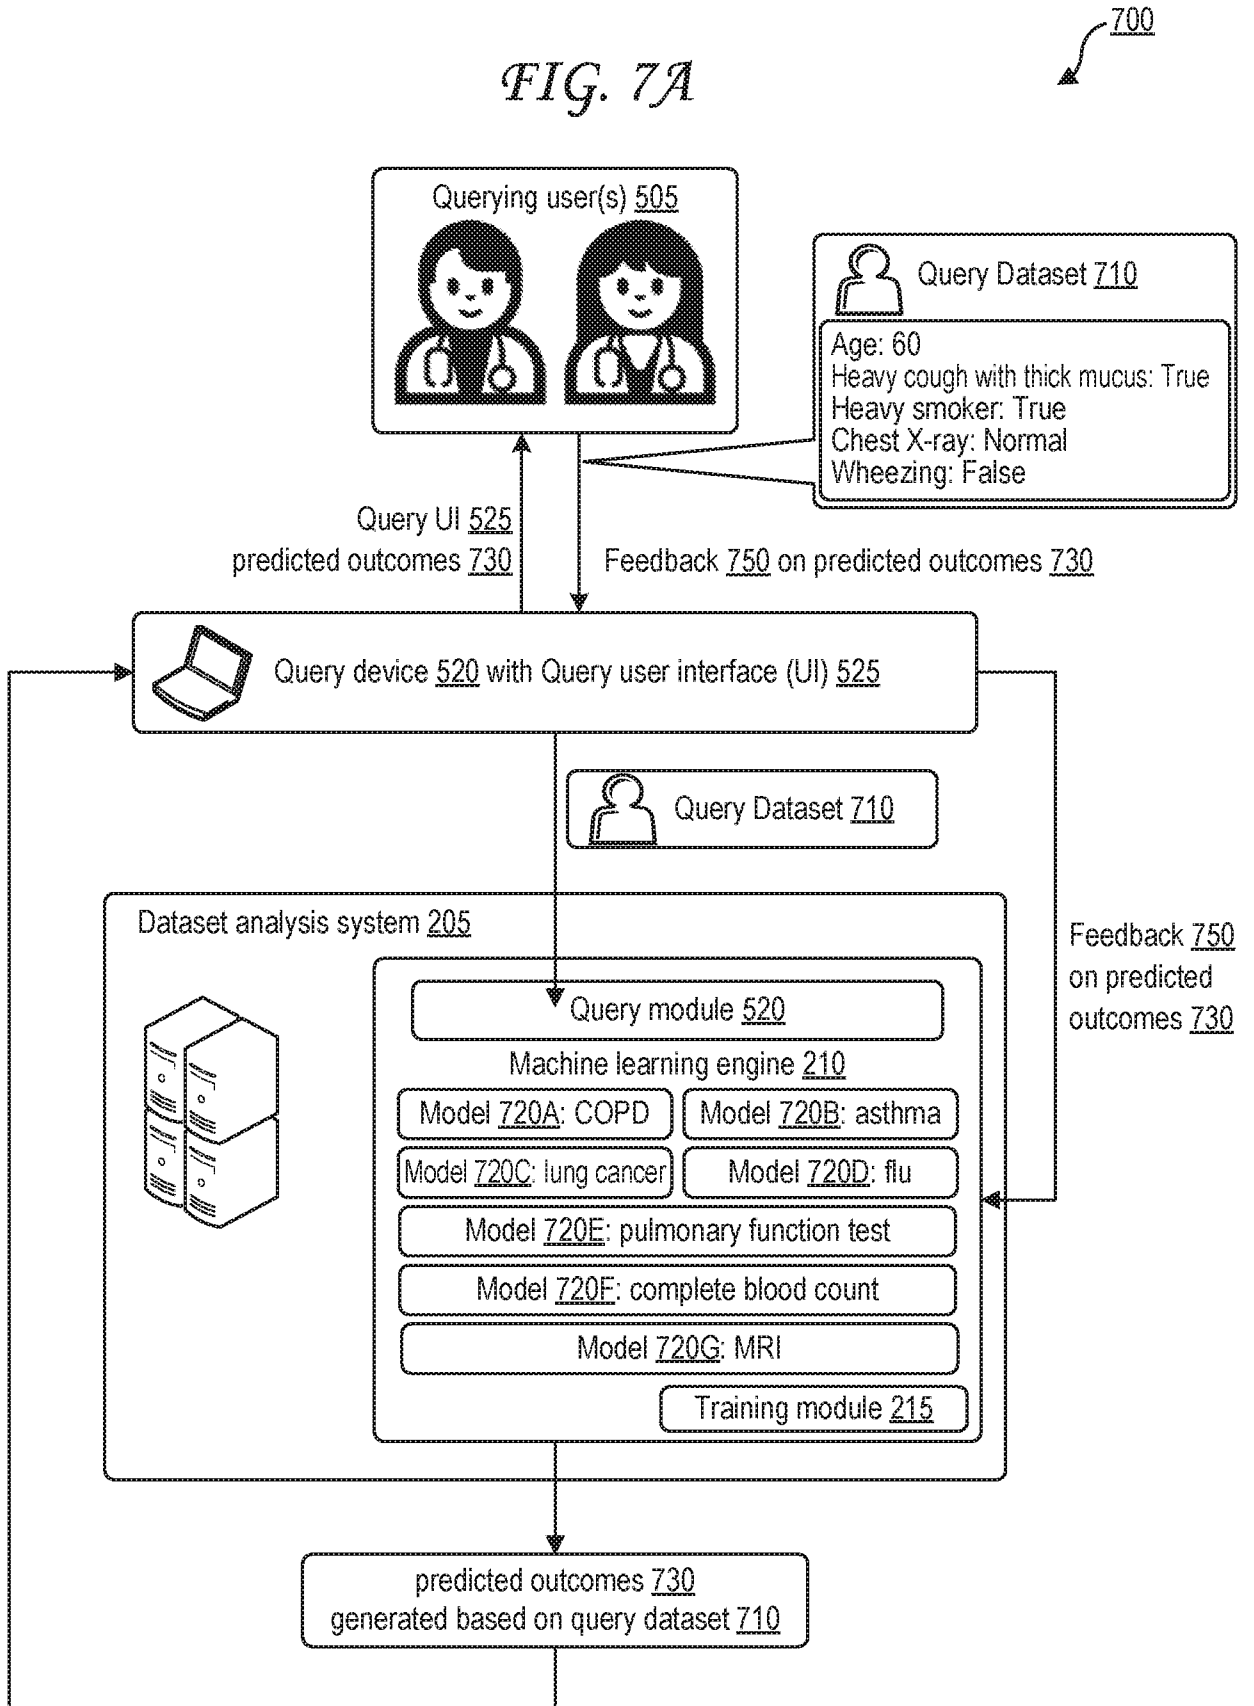 700
FIG. 7A
Querying user(s) 505
Query Dataset 710
Age: 60
Heavy cough with thick mucus: True
Heavy smoker: True
Chest X-ray: Normal
Wheezing: False
Query UI 525
predicted outcomes 730
Feedback 750 on predicted outcomes 730
Query device 520 with Query user interface (UI) 525
Query Dataset 710
Dataset analysis system 205
Feedback 750
on predicted
outcomes 730
Query module 520
Machine learning engine 210
Model 720A: COPD
Model 720B: asthma
Model 720C: lung cancer
Model 720D: flu
Model 720E: pulmonary function test
Model 720F: complete blood count
Model 720G: MRI
Training module 215
predicted outcomes 730
generated based on query dataset 710